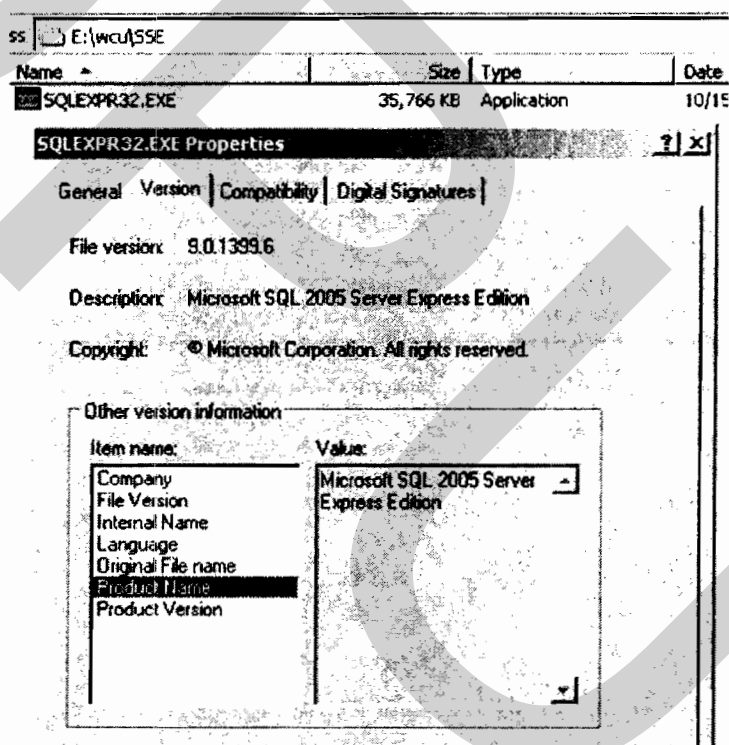 ss E:\wcu\SSE
Name Size Type Date
SQLEXPR32.EXE 35,766 KB Application 10/15
SQLEXPR32.EXE Properties
General Version Compatibility Digital Signatures
File version: 9.0.1399.6
Description: Microsoft SQL 2005 Server Express Edition
Copyright: © Microsoft Corporation. All rights reserved.
Other version information
Item name: Value:
Company
File Version
Internal Name
Language
Original File name
Product Name
Product Version
Microsoft SQL 2005 Server
Express Edition